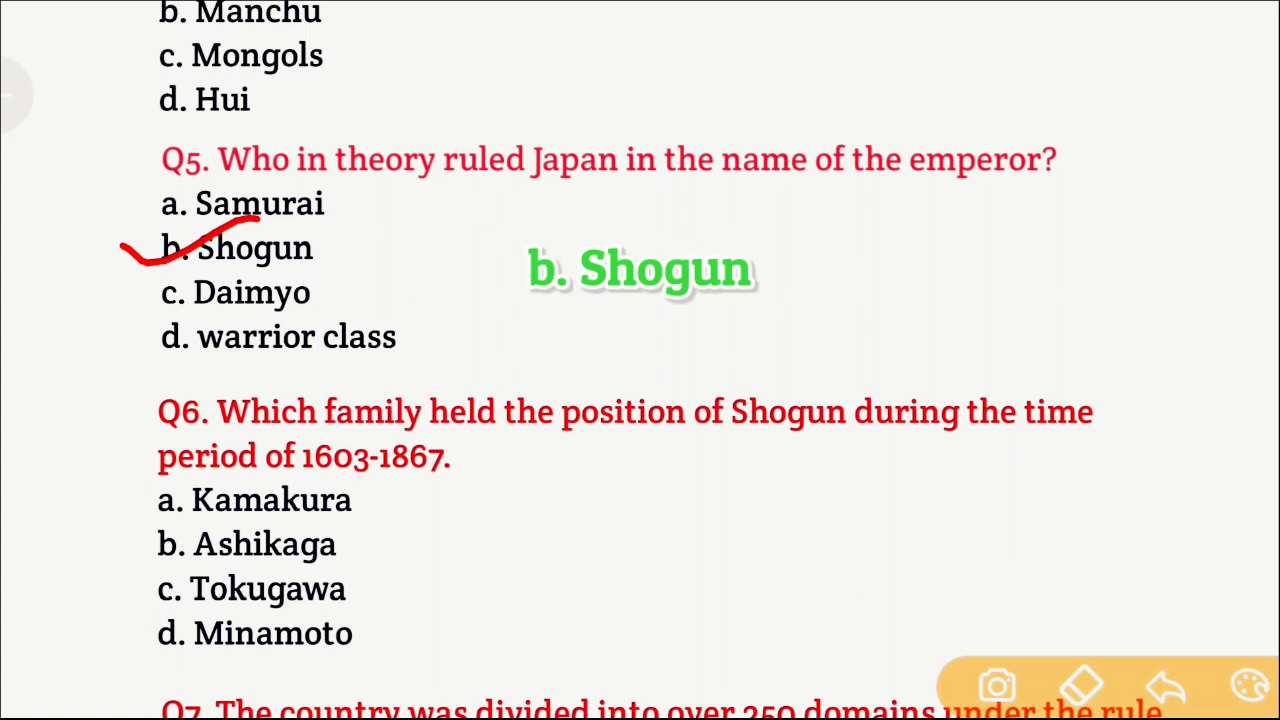 b. Manchu
c. Mongols
d. Hui
Q5. Who in theory ruled Japan in the name of the emperor?
a. Samurai
b. Shogun
b. Shogun
c. Daimyo
d. warrior class
Q6. Which family held the position of Shogun during the time
period of 1603-1867.
a. Kamakura
b. Ashikaga
c. Tokugawa
d. Minamoto
Q7. The country was divided into over 250 domains under the rule